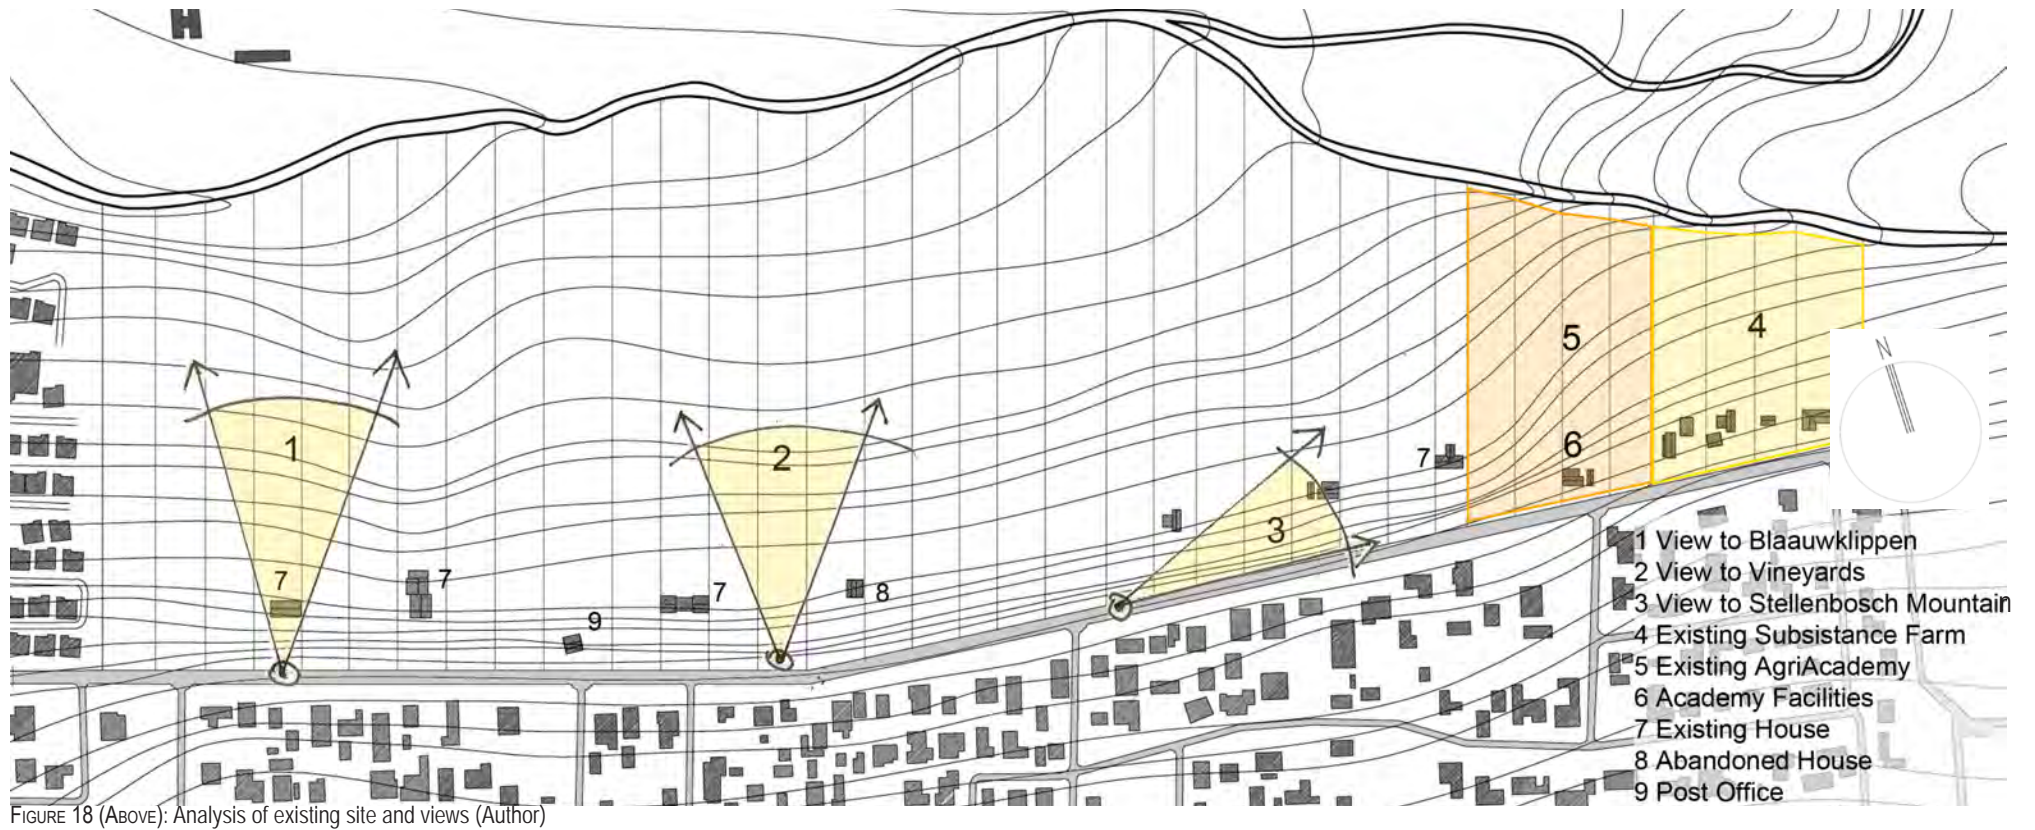 5
4
N
1
2
7
6
3
7
7
7
8
9
1 View to Blaauwklippen
2 View to Vineyards
3 View to Stellenbosch Mountain
4 Existing Subsistance Farm
5 Existing AgriAcademy
6 Academy Facilities
7 Existing House
8 Abandoned House
9 Post Office
FIGURE 18 (ABOVE): Analysis of existing site and views (Author)